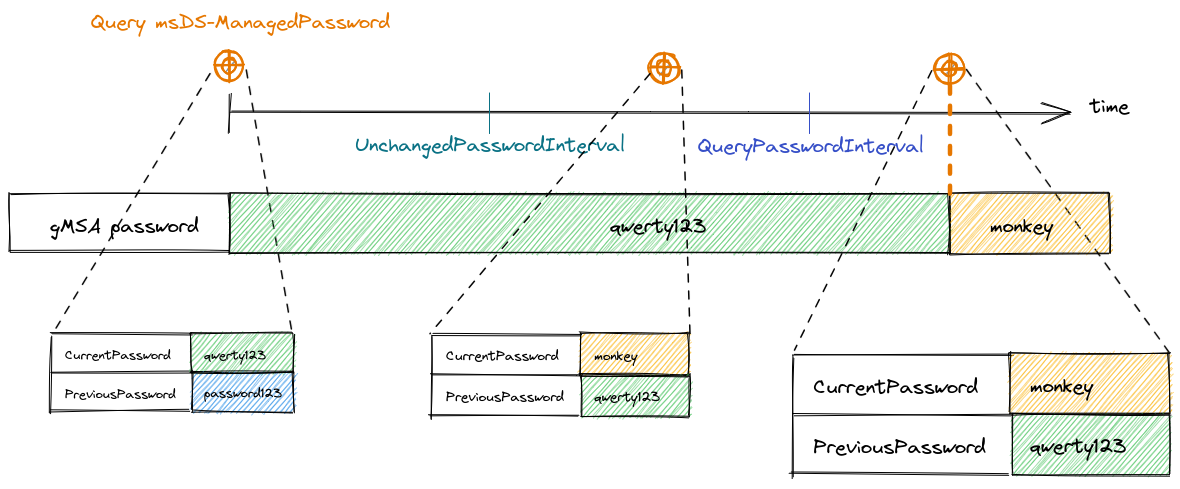 Query msDS-ManagedPassword
time
UnchangedPasswordInterval
QueryPasswordInterval
gMSA password
qwerty123
monkey
CurrentPassword qwerty123
PreviousPassword password123
CurrentPassword monkey
PreviousPassword qwerty123
CurrentPassword monkey
PreviousPassword qwerty123